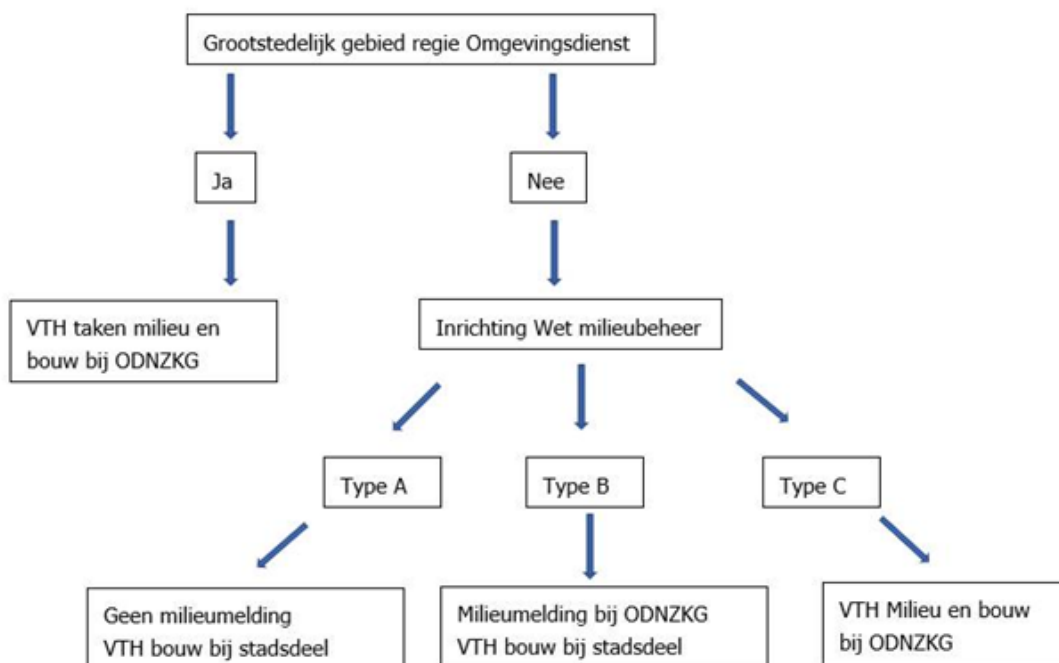 Grootstedelijk gebied regie Omgevingsdienst
Ja
Nee
VTH taken milieu en
bouw bij ODNZKG
Inrichting Wet milieubeheer
Type A
Type B
Type C
Geen milieumelding
VTH bouw bij stadsdeel
Milieumelding bij ODNZKG
VTH bouw bij stadsdeel
VTH Milieu en bouw
bij ODNZKG